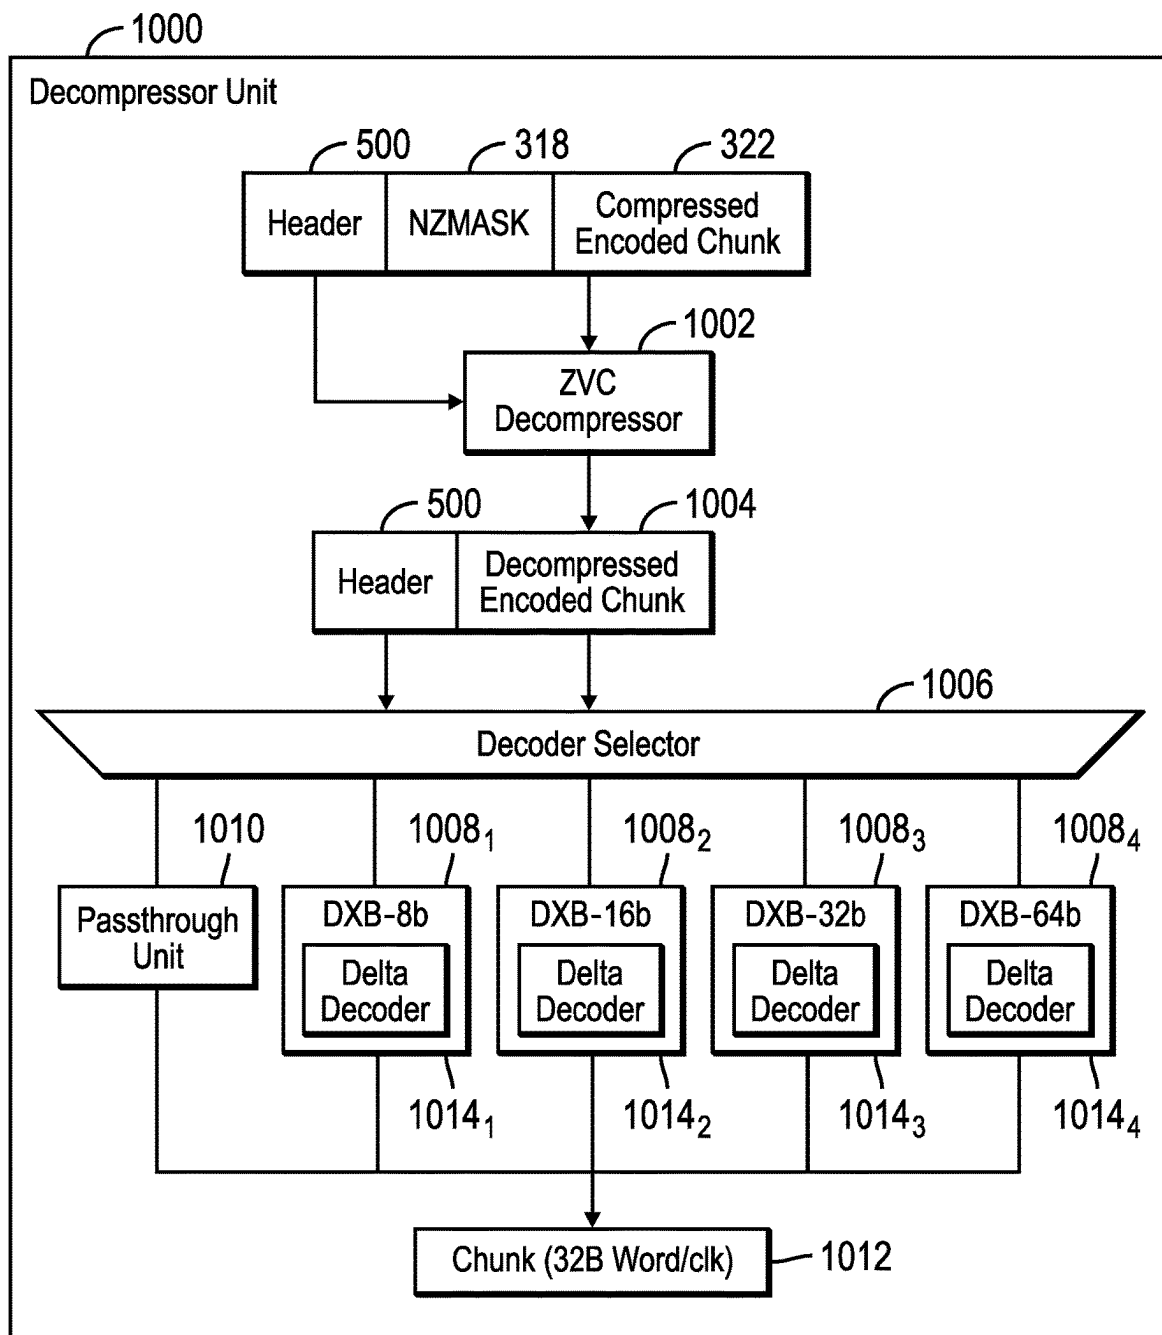 1000
Decompressor Unit
500 318 322
Header NZMASK Compressed
Encoded Chunk
1002
ZVC
Decompressor
500 1004
Header Decompressed
Encoded Chunk
1006
Decoder Selector
1010 1008₁ 1008₂ 1008₃ 1008₄
Passthrough
Unit
DXB-8b DXB-16b DXB-32b DXB-64b
Delta Delta Delta Delta
Decoder Decoder Decoder Decoder
1014₁ 1014₂ 1014₃ 1014₄
Chunk (32B Word/clk) 1012